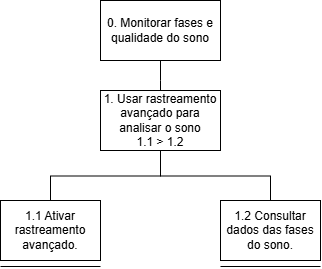 0. Monitorar fases e
qualidade do sono
1. Usar rastreamento
avançado para
analisar o sono
1.1 > 1.2
1.1 Ativar
rastreamento
avançado.
1.2 Consultar
dados das fases
do sono.